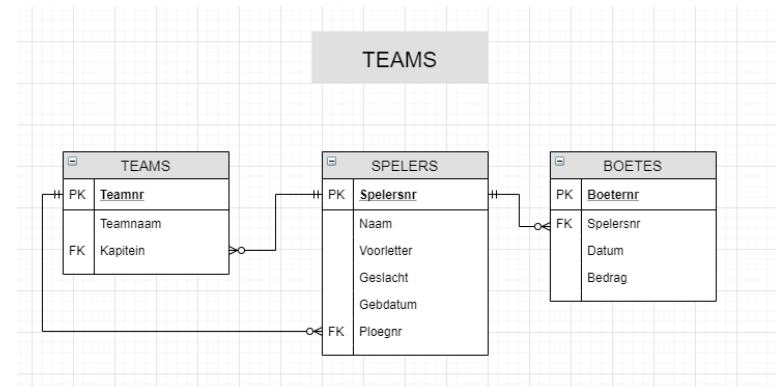 TEAMS
TEAMS
PK Teamnr
Teamnaam
FK Kapitein
SPELERS
PK Spelersnr
Naam
Voorletter
Geslacht
Gebdatum
FK Ploegnr
BOETES
PK Boeternr
FK Spelersnr
Datum
Bedrag